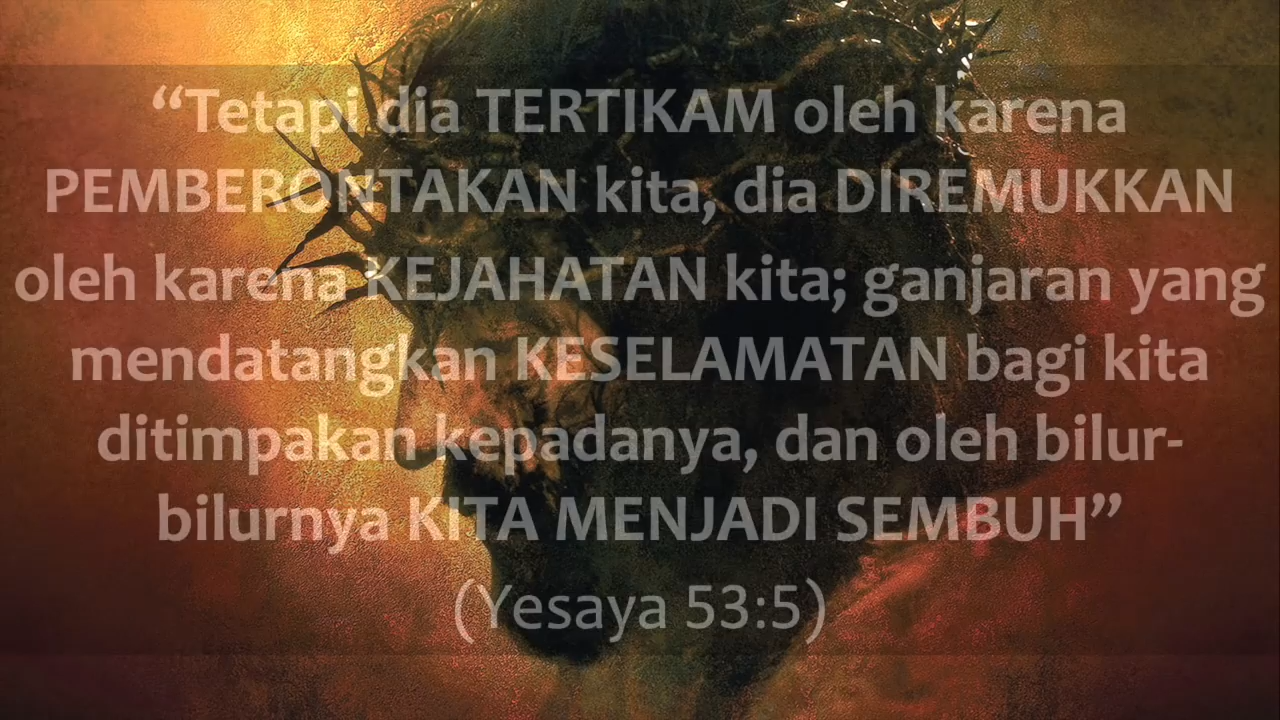 “Tetapi dia TERTIKAM oleh karena
PEMBERONTAKAN kita, dia DIREMUKKAN
oleh karena KEJAHATAN kita; ganjaran yang
mendatangkan KESELAMATAN bagi kita
ditimpakan kepadanya, dan oleh bilur-
bilurnya KITA MENJADI SEMBUH”
(Yesaya 53:5)